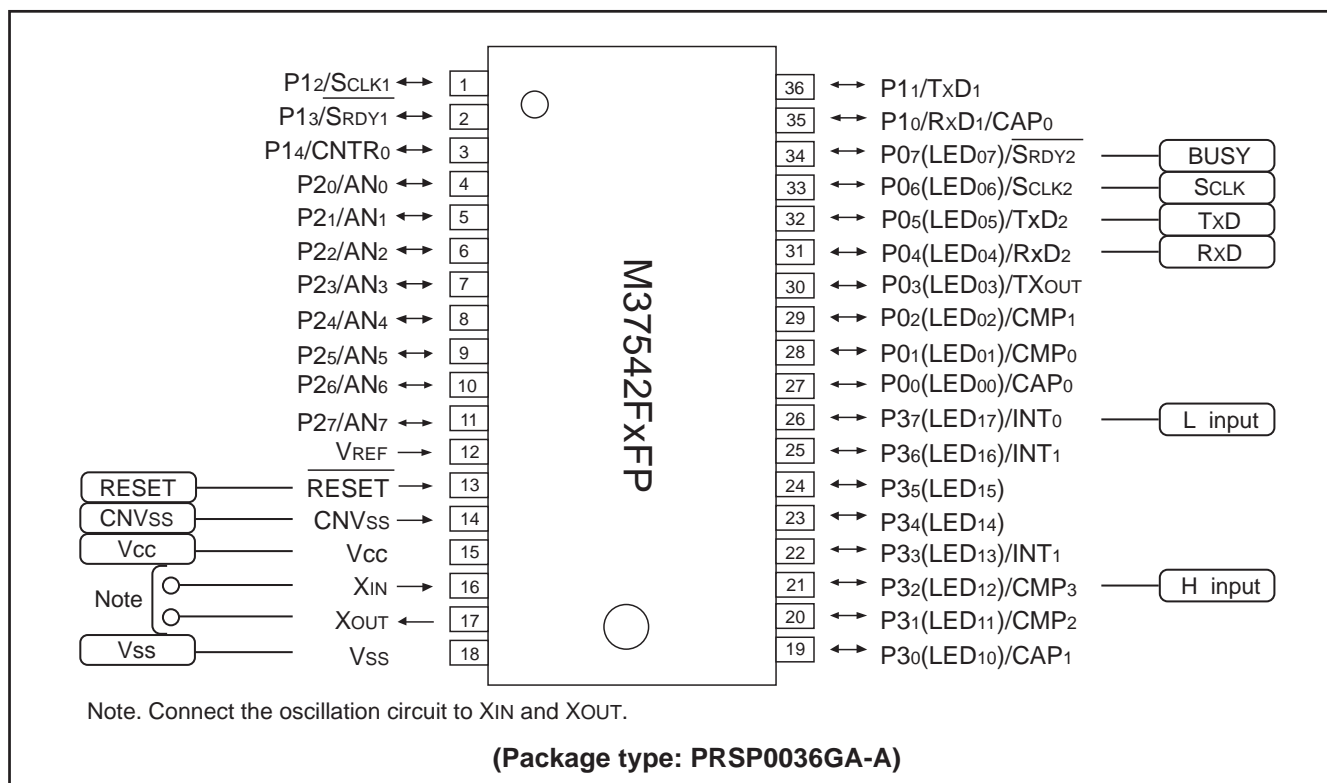 P12/SCLK1 1
P13/SRDY1 2
P14/CNTR0 3
P20/AN0 4
P21/AN1 5
P22/AN2 6
P23/AN3 7
P24/AN4 8
P25/AN5 9
P26/AN6 10
P27/AN7 11
VREF 12
RESET RESET 13
CNVSS CNVSS 14
Vcc Vcc 15
Note
XIN 16
XOUT 17
Vss Vss 18
M37542FxFP
36 P11/TXD1
35 P10/RXD1/CAP0
34 P07(LED07)/SRDY2 BUSY
33 P06(LED06)/SCLK2 SCLK
32 P05(LED05)/TxD2 TXD
31 P04(LED04)/RxD2 RXD
30 P03(LED03)/TXOUT
29 P02(LED02)/CMP1
28 P01(LED01)/CMP0
27 P00(LED00)/CAP0
26 P37(LED17)/INT0 L input
25 P36(LED16)/INT1
24 P35(LED15)
23 P34(LED14)
22 P33(LED13)/INT1
21 P32(LED12)/CMP3 H input
20 P31(LED11)/CMP2
19 P30(LED10)/CAP1
Note. Connect the oscillation circuit to XIN and XOUT.
(Package type: PRSP0036GA-A)